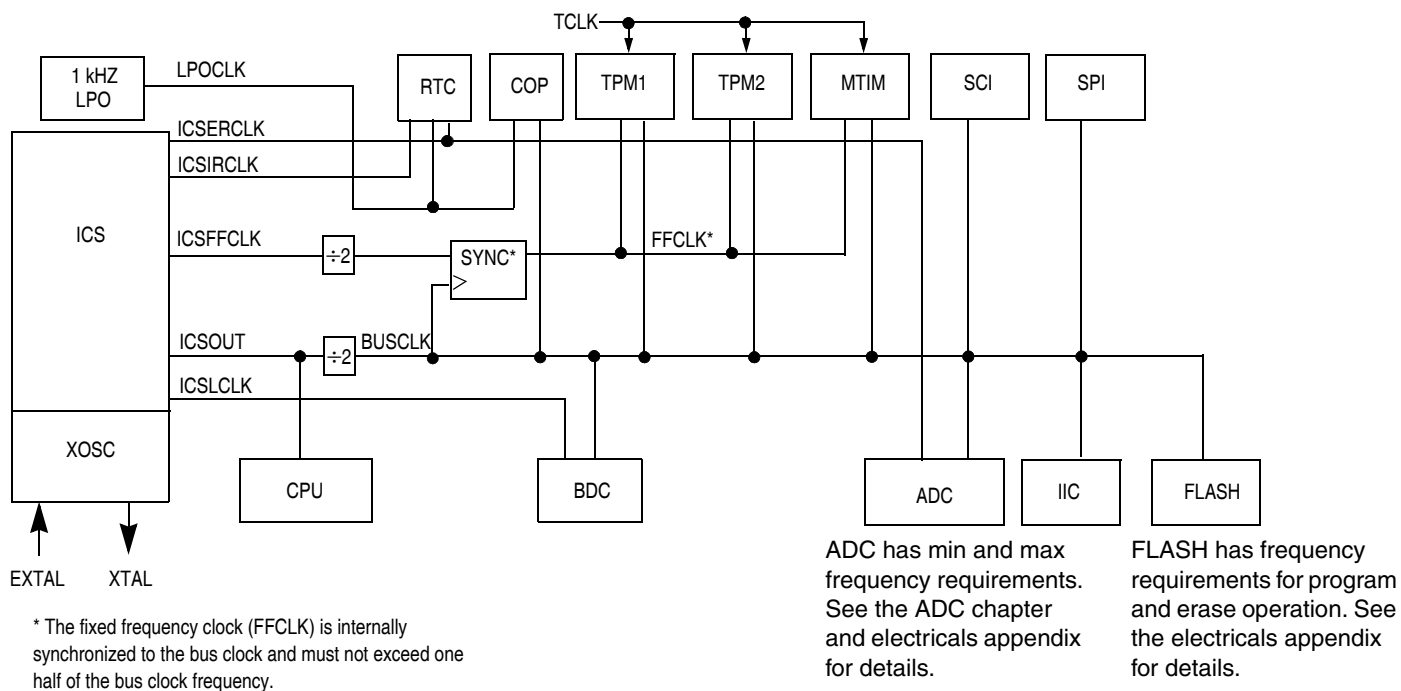 TCLK
1 kHZ
LPO
LPOCLK
RTC
COP
TPM1
TPM2
MTIM
SCI
SPI
ICSERCLK
ICSIRCLK
ICS
ICSFFCLK
÷2
SYNC*
FFCLK*
ICSOUT
÷2
BUSCLK
ICSLCLK
XOSC
CPU
BDC
ADC
IIC
FLASH
EXTAL
XTAL
ADC has min and max
frequency requirements.
See the ADC chapter
and electricals appendix
for details.
FLASH has frequency
requirements for program
and erase operation. See
the electricals appendix
for details.
* The fixed frequency clock (FFCLK) is internally
synchronized to the bus clock and must not exceed one
half of the bus clock frequency.